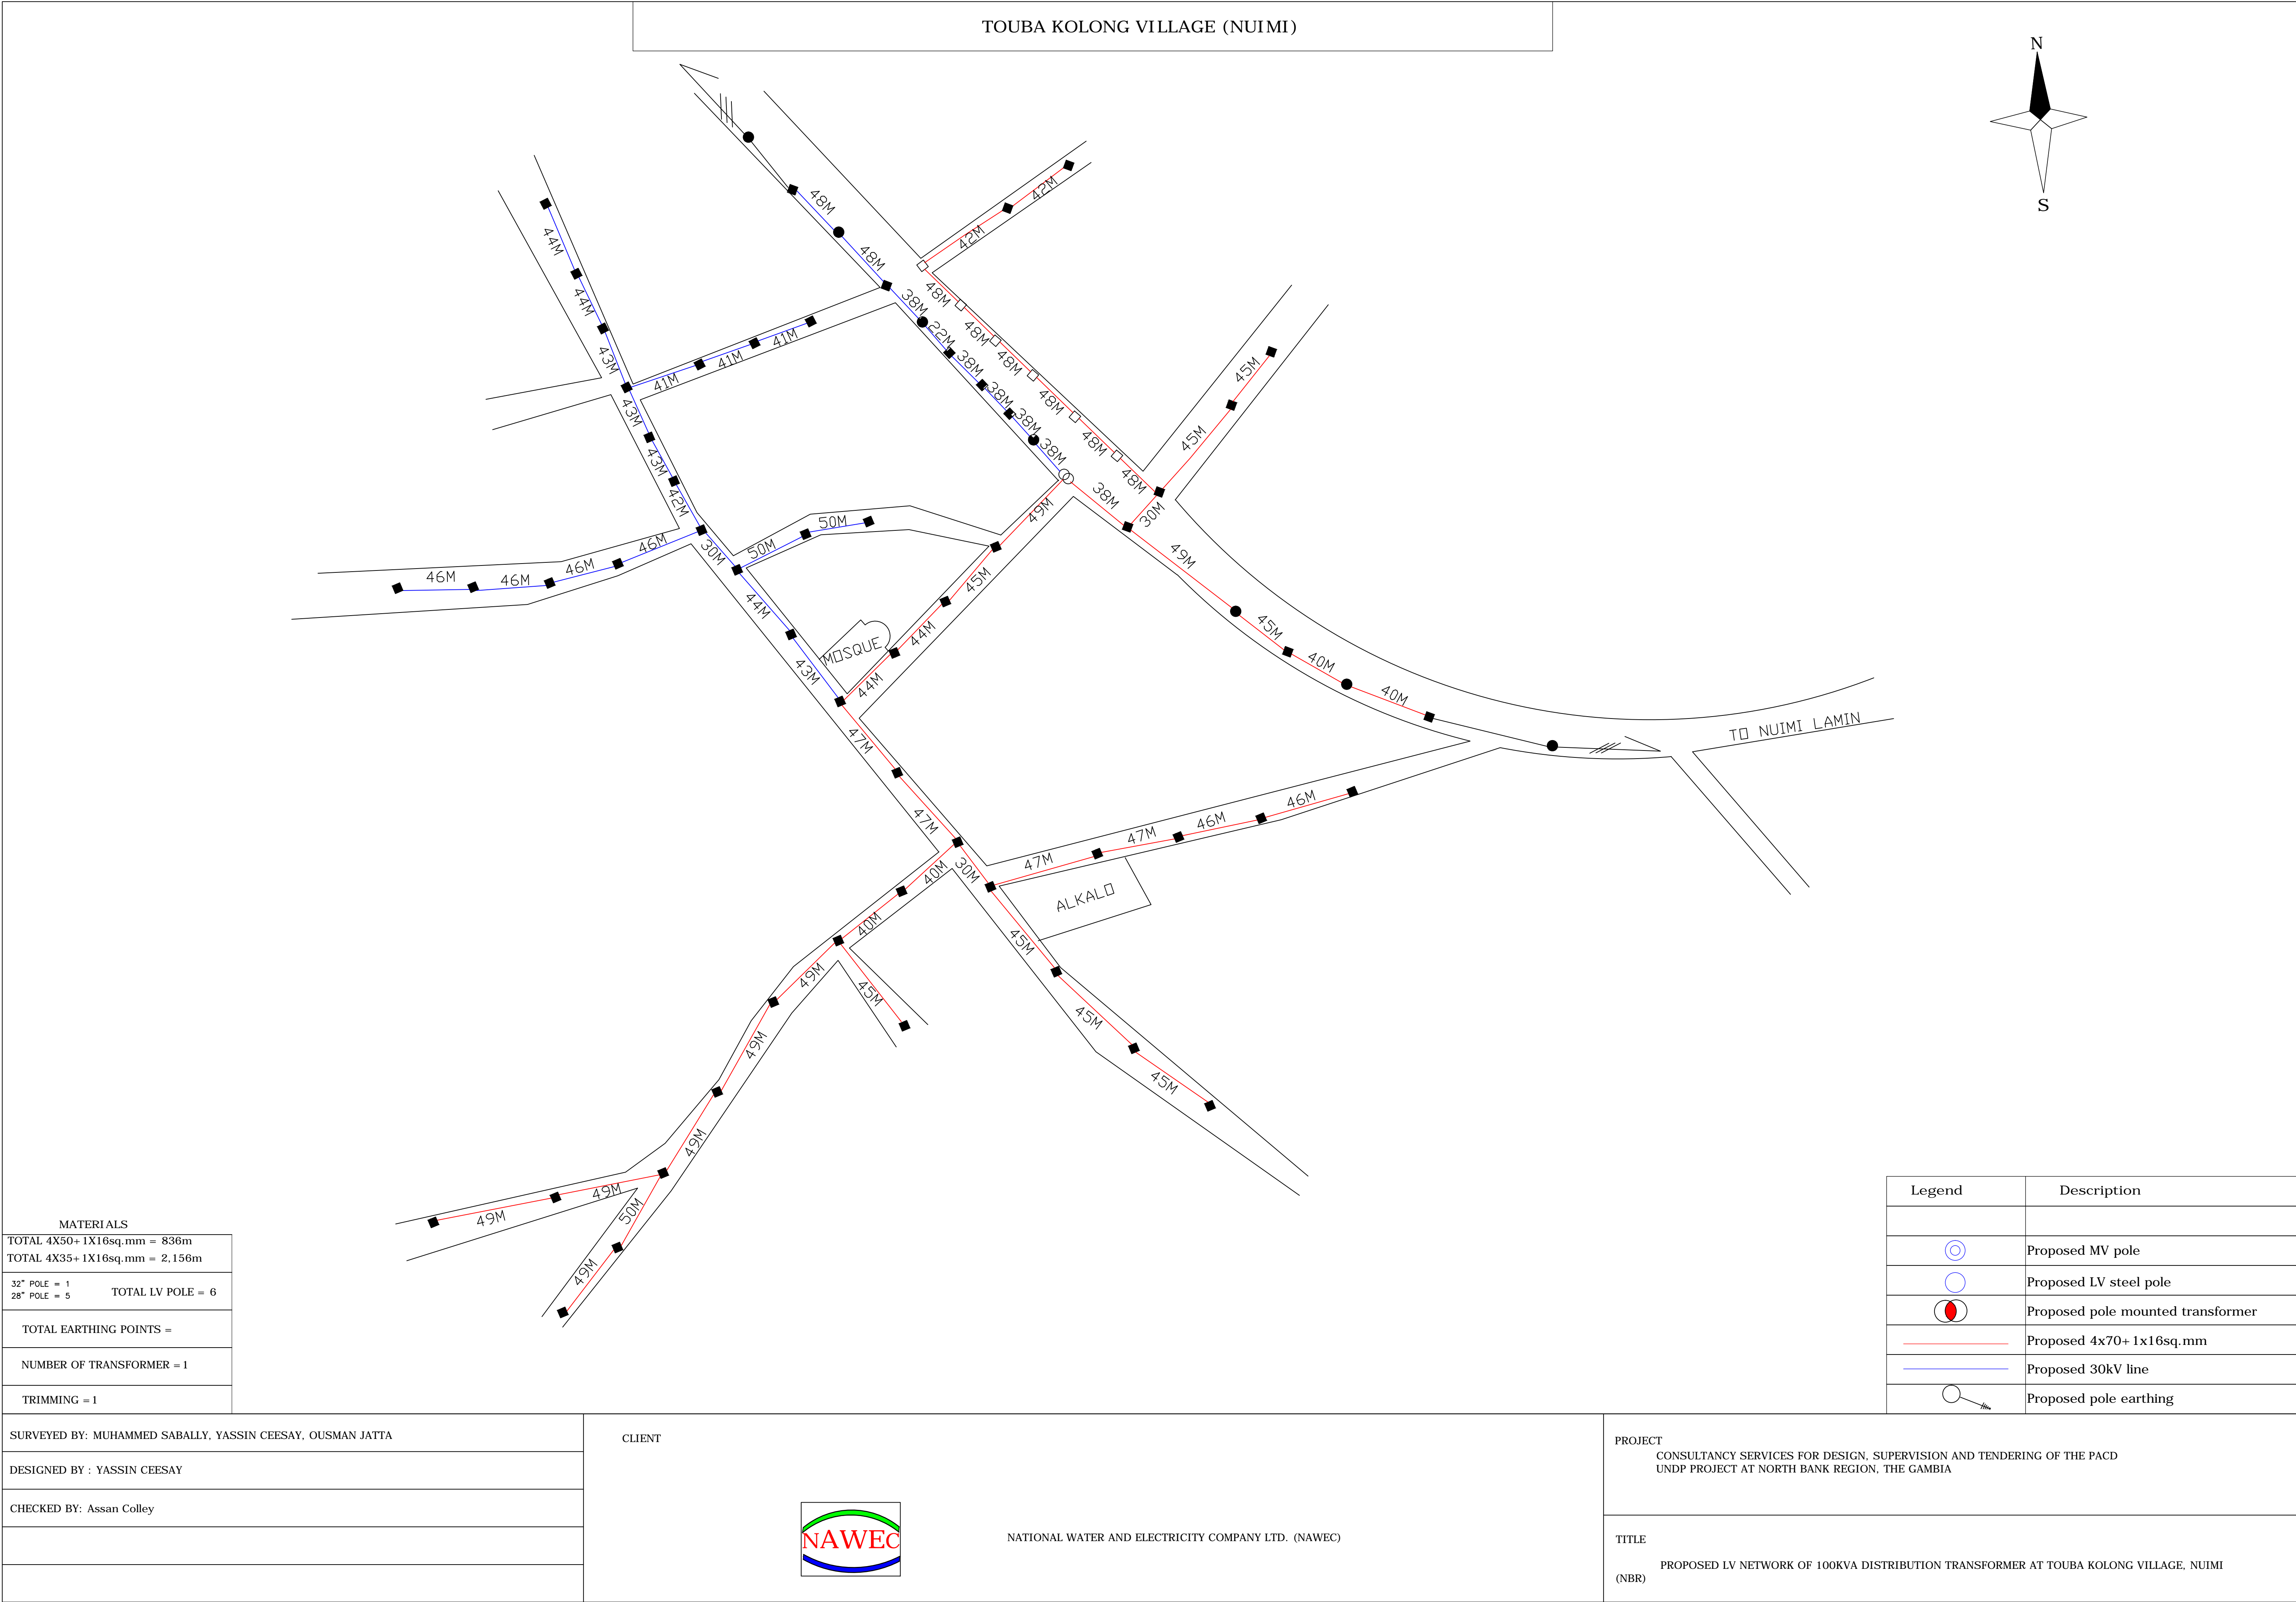 TOUBA KOLONG VILLAGE (NUIMI)
N
S
48M
42M
44M
48M
42M
44M
38M
48M
22M
48M
43M
41M
41M
41M
38M
48M
45M
43M
38M
48M
38M
48M
45M
43M
38M
48M
42M
49M
38M
30M
50M
50M
46M
30M
49M
46M
46M
46M
45M
44M
45M
44M
MOSQUE
43M
44M
40M
40M
TO NUIMI LAMIN
47M
47M
46M
46M
47M
47M
40M
30M
ALKALO
40M
45M
49M
45M
45M
49M
45M
49M
49M
49M
50M
49M
MATERIALS
TOTAL 4X50+1X16sq.mm = 836m
TOTAL 4X35+1X16sq.mm = 2,156m
32" POLE = 1
28" POLE = 5
TOTAL LV POLE = 6
TOTAL EARTHING POINTS =
NUMBER OF TRANSFORMER =1
TRIMMING =1
Legend Description
Proposed MV pole
Proposed LV steel pole
Proposed pole mounted transformer
Proposed 4x70+1x16sq.mm
Proposed 30kV line
Proposed pole earthing
SURVEYED BY: MUHAMMED SABALLY, YASSIN CEESAY, OUSMAN JATTA
DESIGNED BY : YASSIN CEESAY
CHECKED BY: Assan Colley
CLIENT
NAWEC
NATIONAL WATER AND ELECTRICITY COMPANY LTD. (NAWEC)
PROJECT
CONSULTANCY SERVICES FOR DESIGN, SUPERVISION AND TENDERING OF THE PACD
UNDP PROJECT AT NORTH BANK REGION, THE GAMBIA
TITLE
PROPOSED LV NETWORK OF 100KVA DISTRIBUTION TRANSFORMER AT TOUBA KOLONG VILLAGE, NUIMI
(NBR)